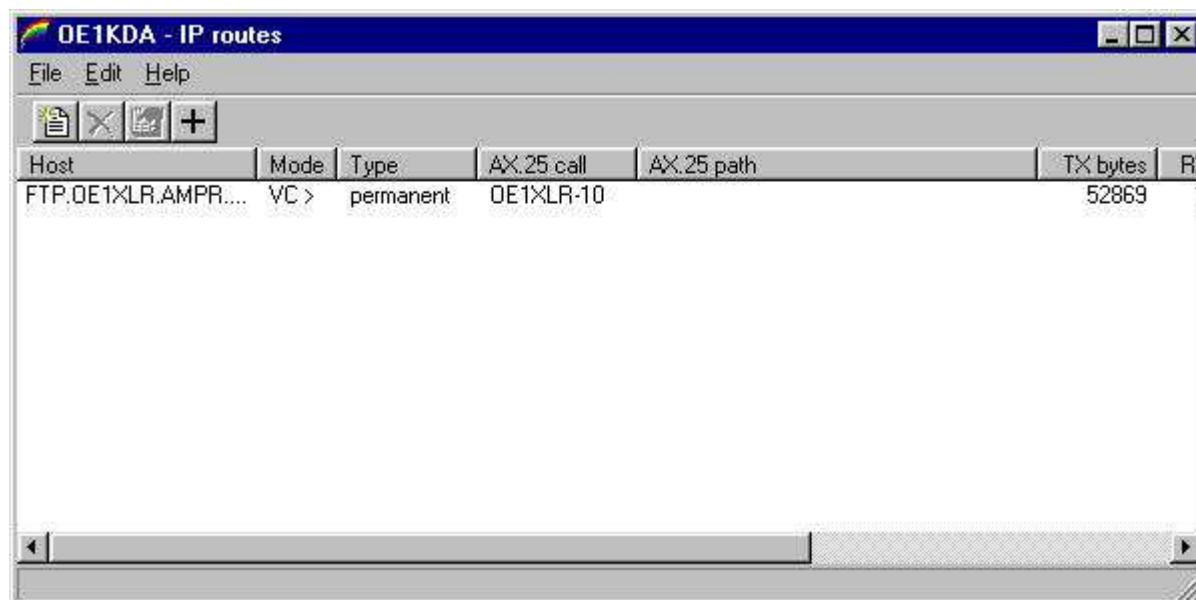 OE1KDA - IP routes
File Edit Help
Host Mode Type AX.25 call AX.25 path TX bytes R
FTP.OE1XLR.AMPR.... VC > permanent OE1XLR-10 52869